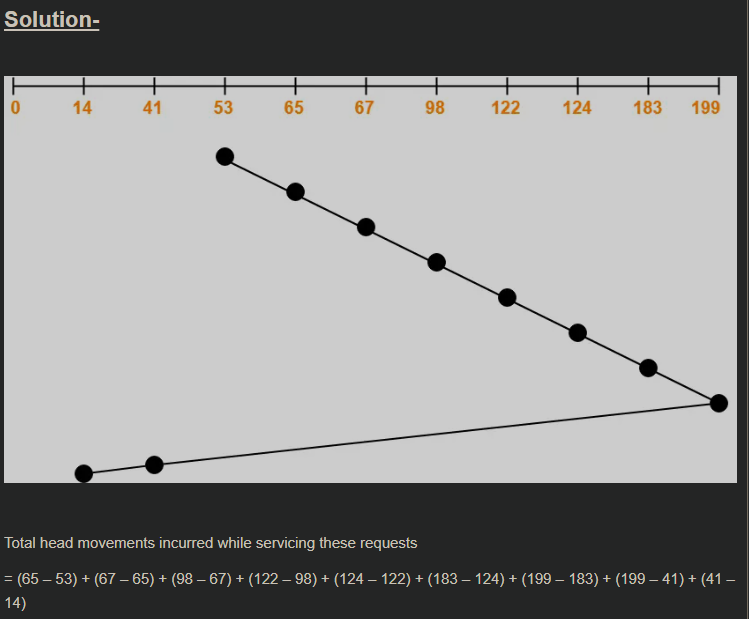 Solution-
0 14 41 53 65 67 98 122 124 183 199
Total head movements incurred while servicing these requests
= (65 – 53) + (67 – 65) + (98 – 67) + (122 – 98) + (124 – 122) + (183 – 124) + (199 – 183) + (199 – 41) + (41 –
14)